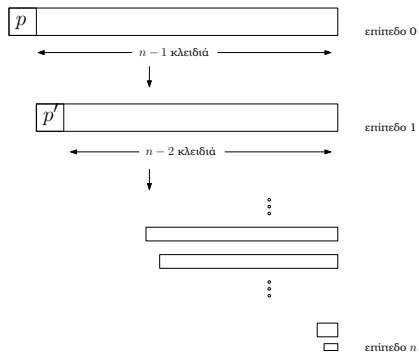 p
επίπεδο 0
n − 1 κλειδιά
p′
επίπεδο 1
n − 2 κλειδιά
επίπεδο n